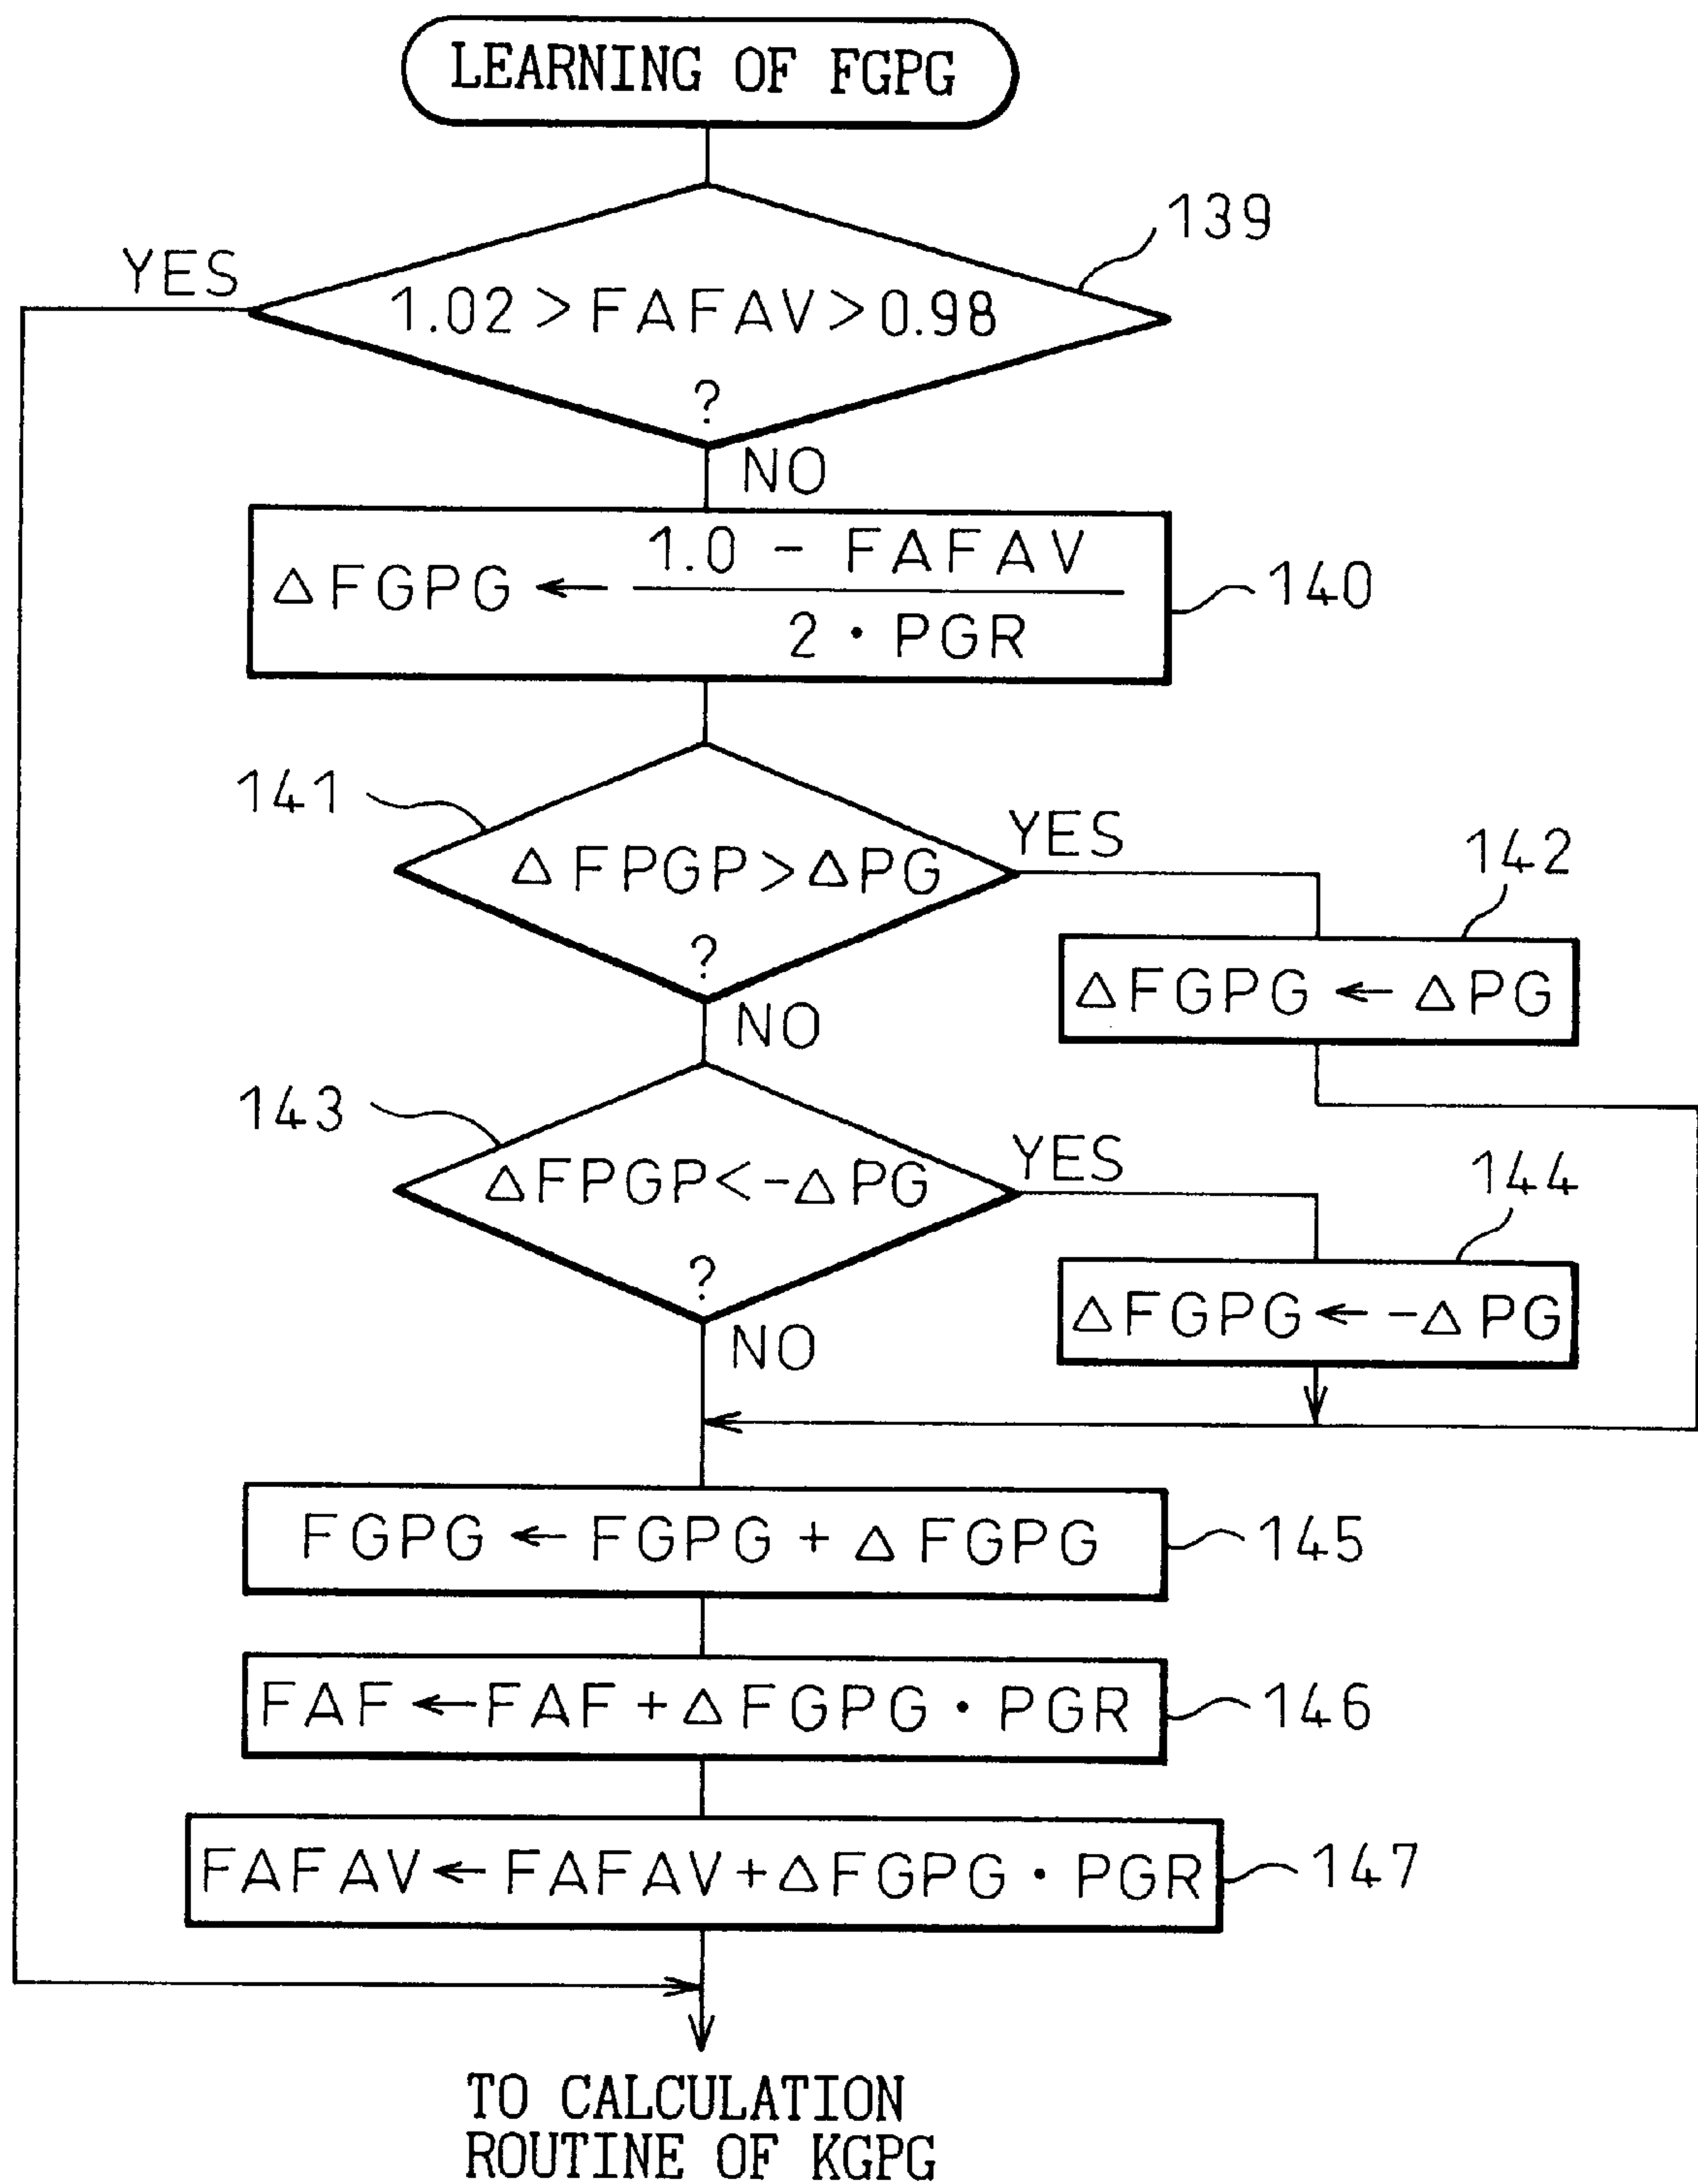 LEARNING OF FGPG
139
YES
1.02 > FAFAV > 0.98
?
NO
1.0 - FAFAV
ΔFGPG ←
2 · PGR
140
141
ΔFPGP > ΔPG
?
YES
142
ΔFGPG ← ΔPG
NO
143
ΔFPGP < -ΔPG
?
YES
144
ΔFGPG ← -ΔPG
NO
FGPG ← FGPG + ΔFGPG
145
FAF ← FAF + ΔFGPG · PGR
146
FAFAV ← FAFAV + ΔFGPG · PGR
147
TO CALCULATION
ROUTINE OF KGPG